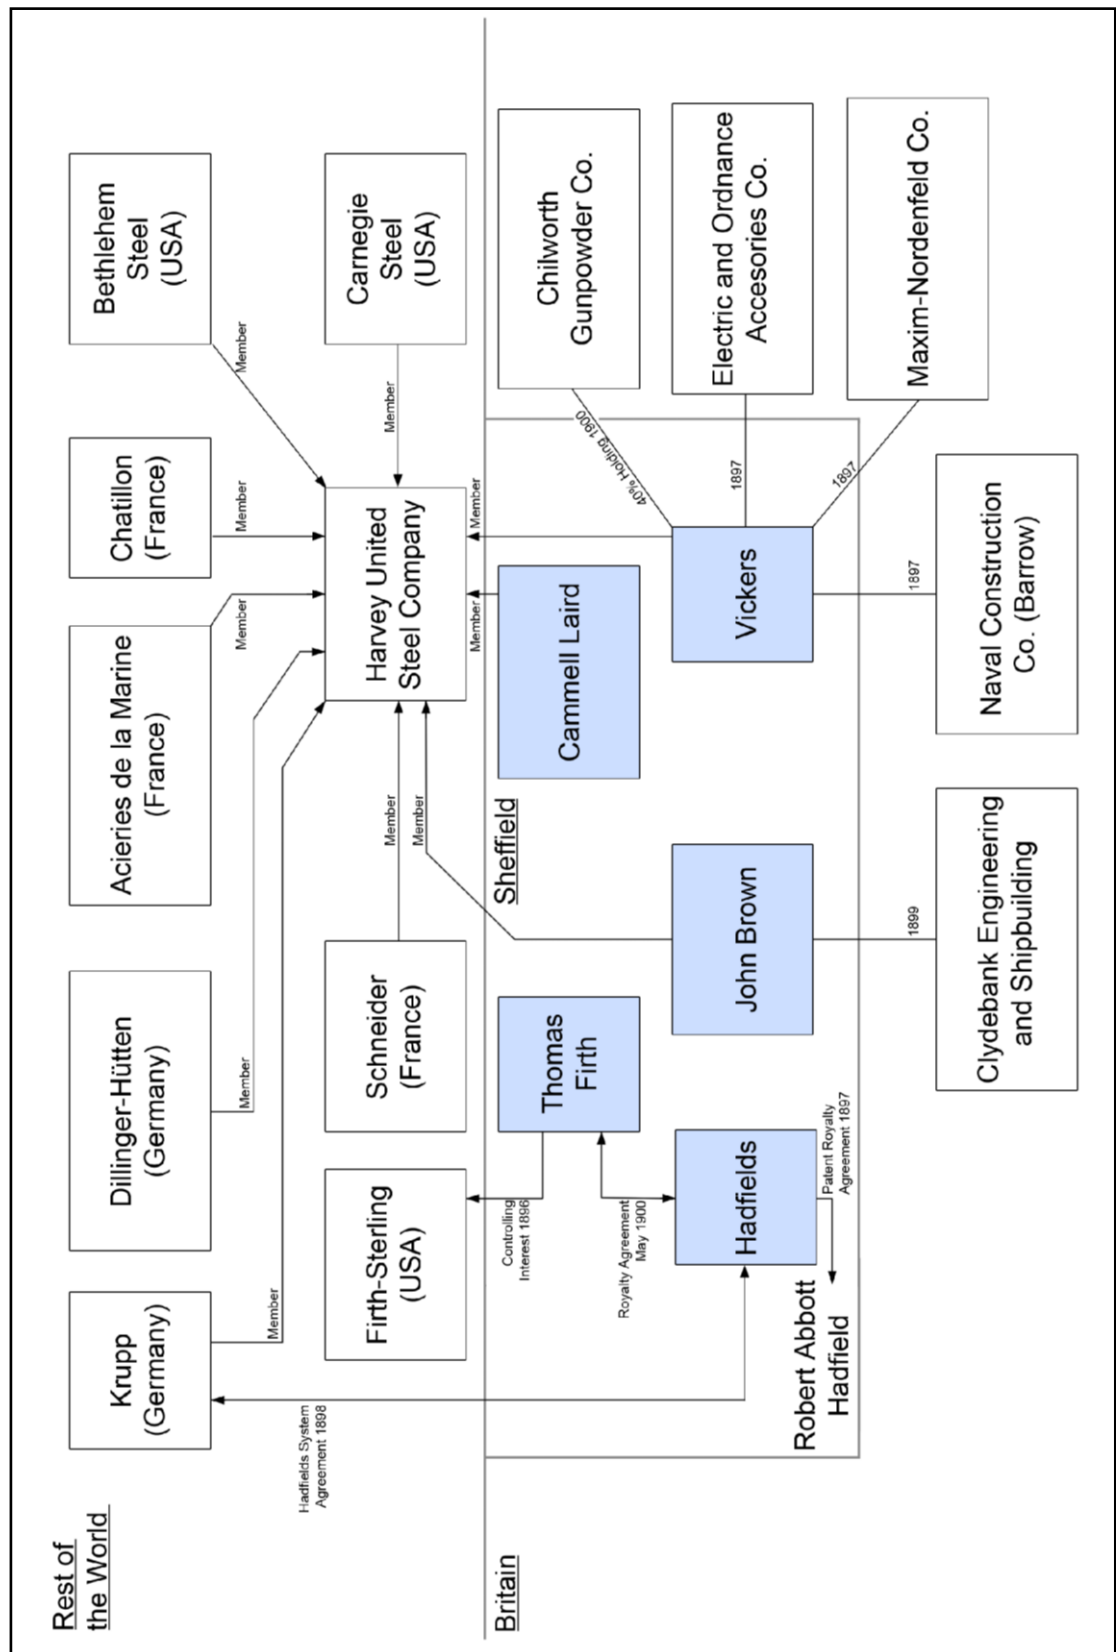 Rest of
the World
Krupp
(Germany)
Dillinger-Hütten
(Germany)
Acieries de la Marine
(France)
Chatillon
(France)
Bethlehem
Steel
(USA)
Member
Member
Member
Member
Member
Hadfields System
Agreement 1898
Firth-Sterling
(USA)
Schneider
(France)
Harvey United
Steel Company
Carnegie
Steel
(USA)
Member
Member
Member
Controlling
Interest 1896
Member
Member
Britain
Sheffield
Thomas
Firth
Cammell Laird
Chilworth
Gunpowder Co.
Royalty Agreement
May 1900
40% Holding 1900
Hadfields
John Brown
Vickers
1897
Electric and Ordnance
Accesories Co.
Patent Royalty
Agreement 1897
Robert Abbott
Hadfield
1897
Maxim-Nordenfeld Co.
1899
1897
Clydebank Engineering
and Shipbuilding
Naval Construction
Co. (Barrow)